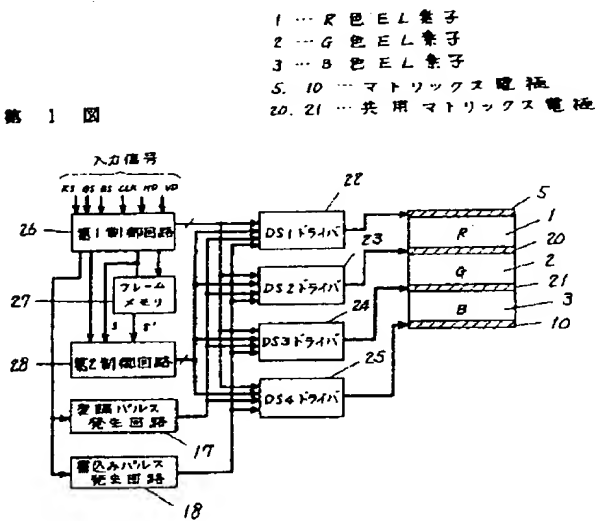 1 … R 色 EL 素子
2 … G 色 EL 素子
3 … B 色 EL 素子
5. 10 … マトリックス電極
20. 21 … 共用マトリックス電極
第 1 図
入力信号
RS GS BS CLK HD VD
26
第1制御回路
27
フレーム
メモリ
S S'
28
第2制御回路
変調パルス
発生回路
17
書込みパルス
発生回路
18
22
DS1ドライバ
23
DS2ドライバ
24
DS3ドライバ
25
DS4ドライバ
5
R
1
20
G
2
21
B
3
10